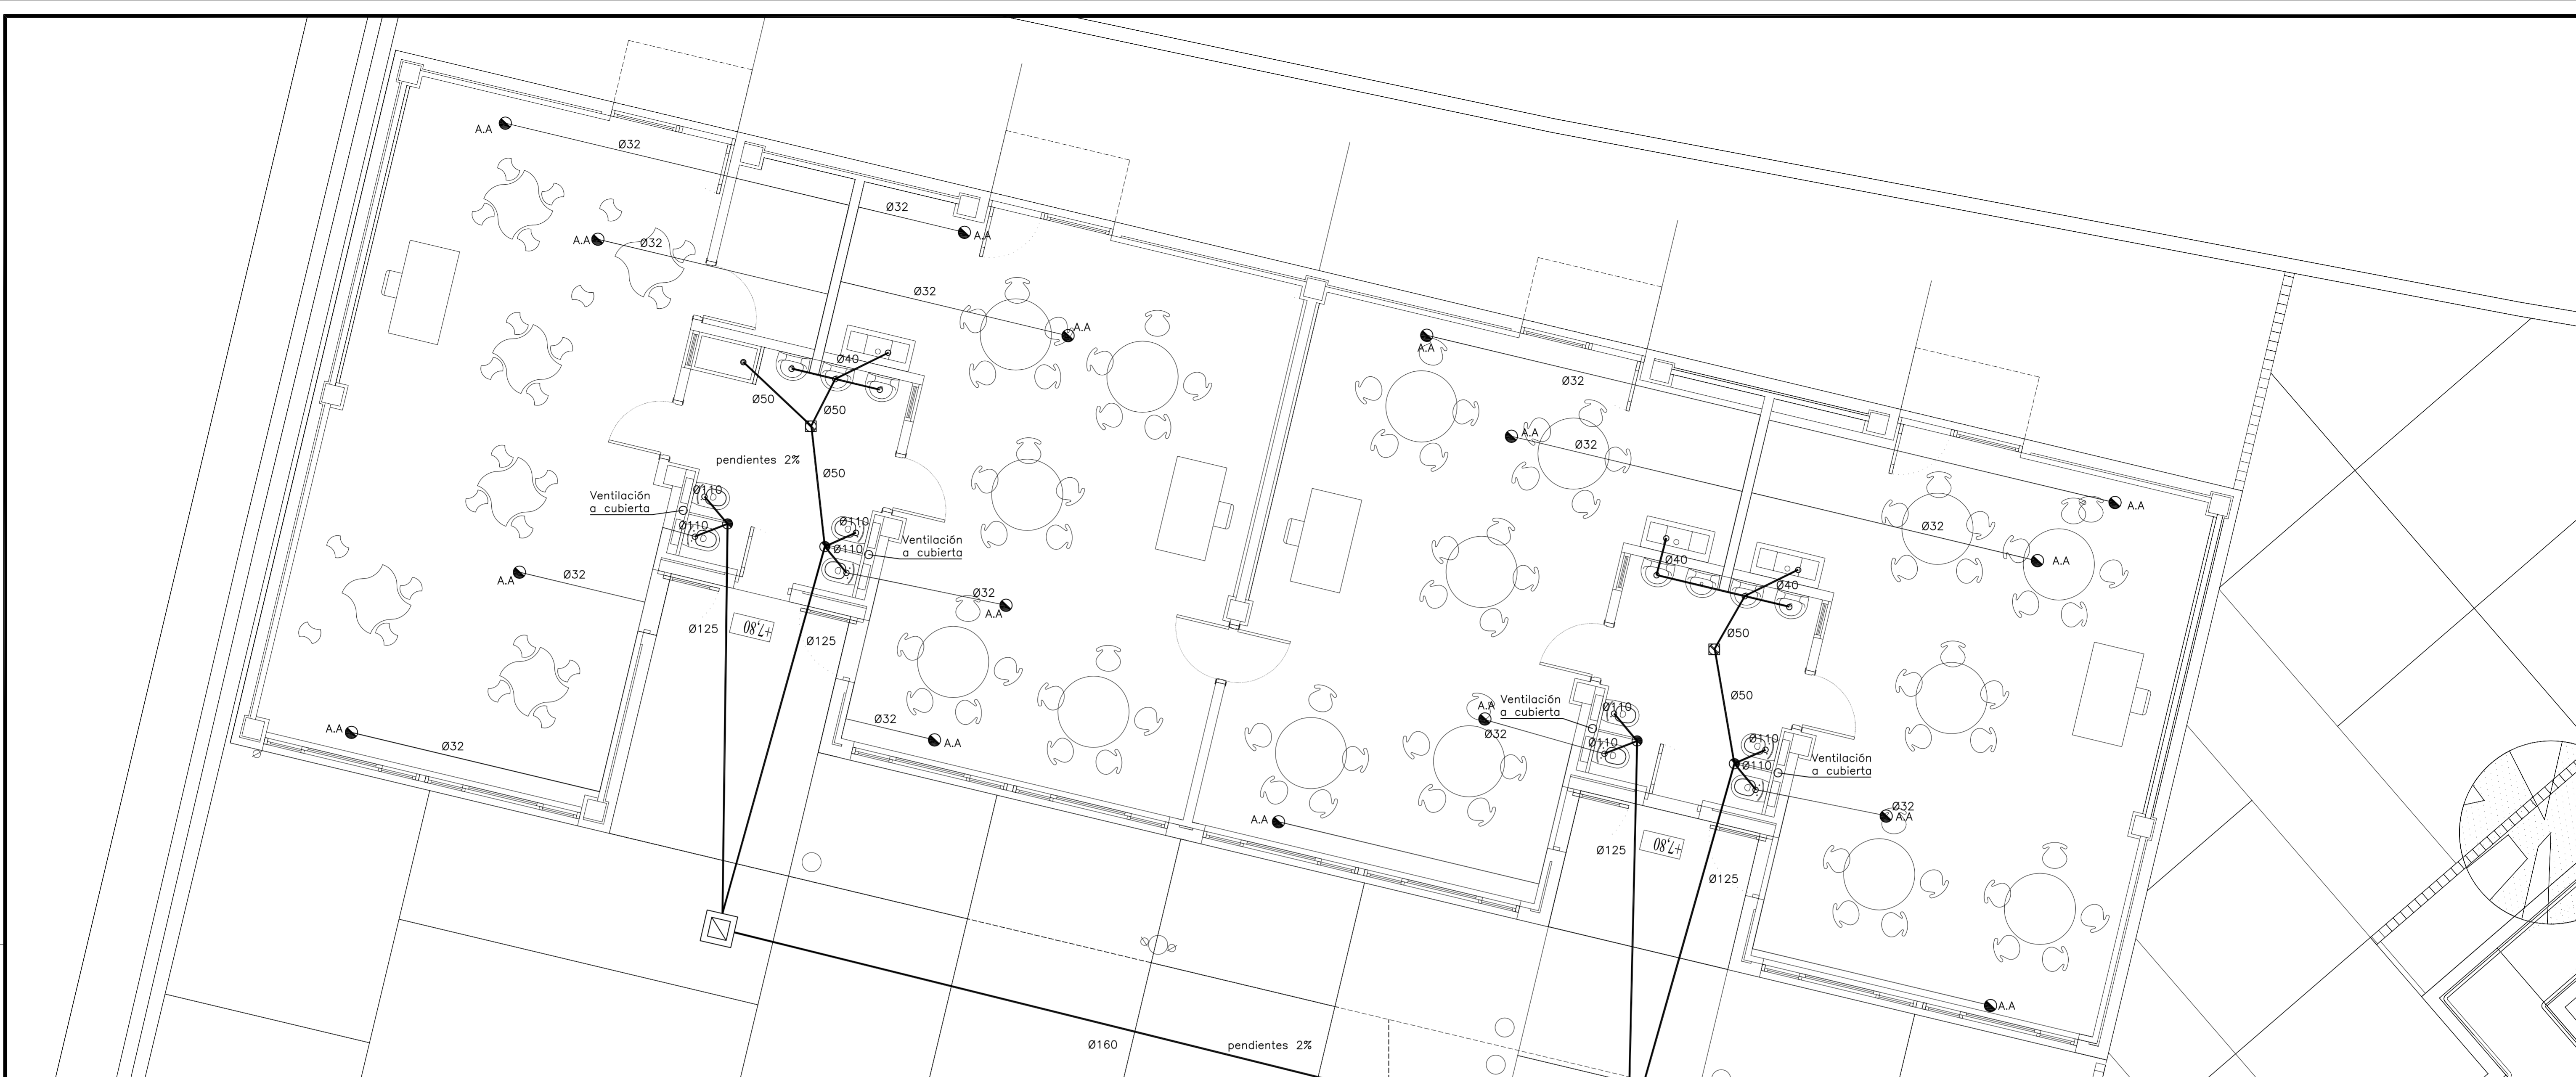 A.A
Ø32
Ø32
A.A
A.A
Ø32
Ø32
A.A
A.A
Ø32
A.A
Ø32
A.A
Ø40
Ø50
Ø50
pendientes 2%
Ø50
Ventilación
a cubierta
Ø110
Ø110
Ø110
Ø110
Ventilación
a cubierta
A.A
Ø32
Ø32
A.A
Ø125
+7,80
Ø125
Ø32
A.A
A.A
Ø32
A.A
Ø32
A.A
Ø40
Ø40
Ø50
Ø50
A.A
Ø32
Ventilación
a cubierta
Ø110
Ø110
Ø110
Ø110
Ventilación
a cubierta
Ø32
A.A
A.A
Ø125
+7,80
Ø125
A.A
Ø160
pendientes 2%